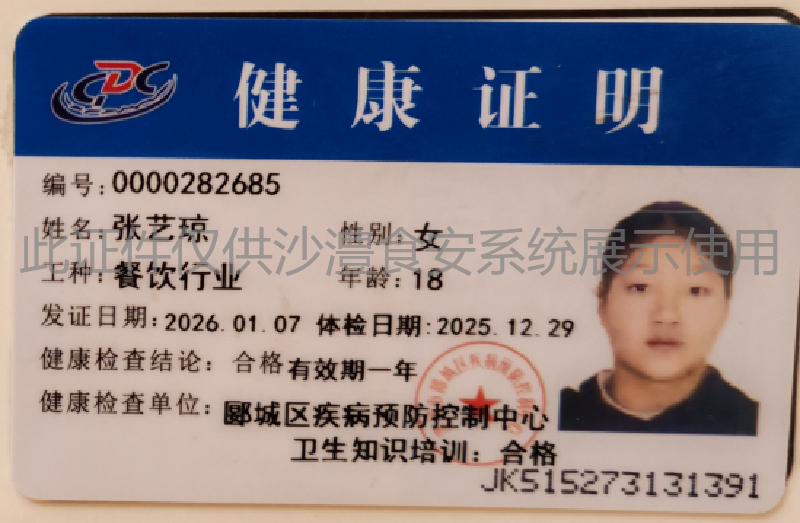 CDC
健康证明
编号:0000282685
姓名:张艺琼 性别:女
此证件仅供沙澧食安系统展示使用
工种:餐饮行业 年龄:18
发证日期:2026.01.07 体检日期:2025.12.29
健康检查结论:合格 有效期一年
健康检查单位:郾城区疾病预防控制中心
卫生知识培训:合格
JK515273131391